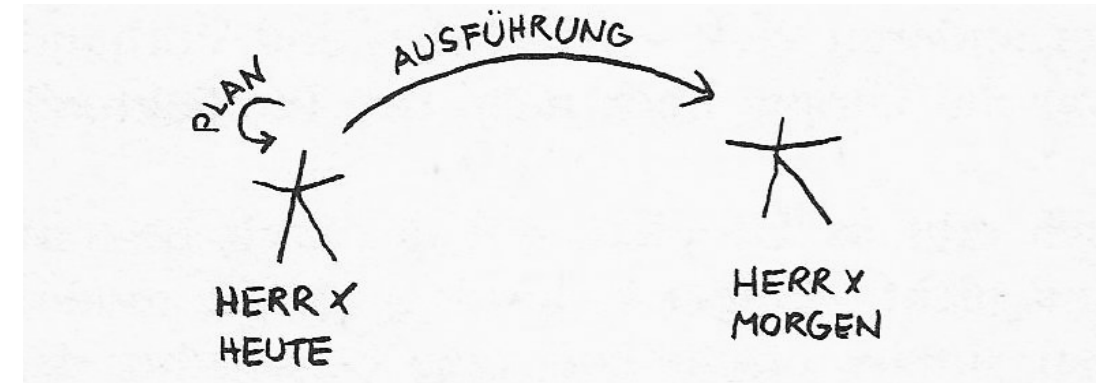 PLAN
AUSFÜHRUNG
HERR X
HEUTE
HERR X
MORGEN